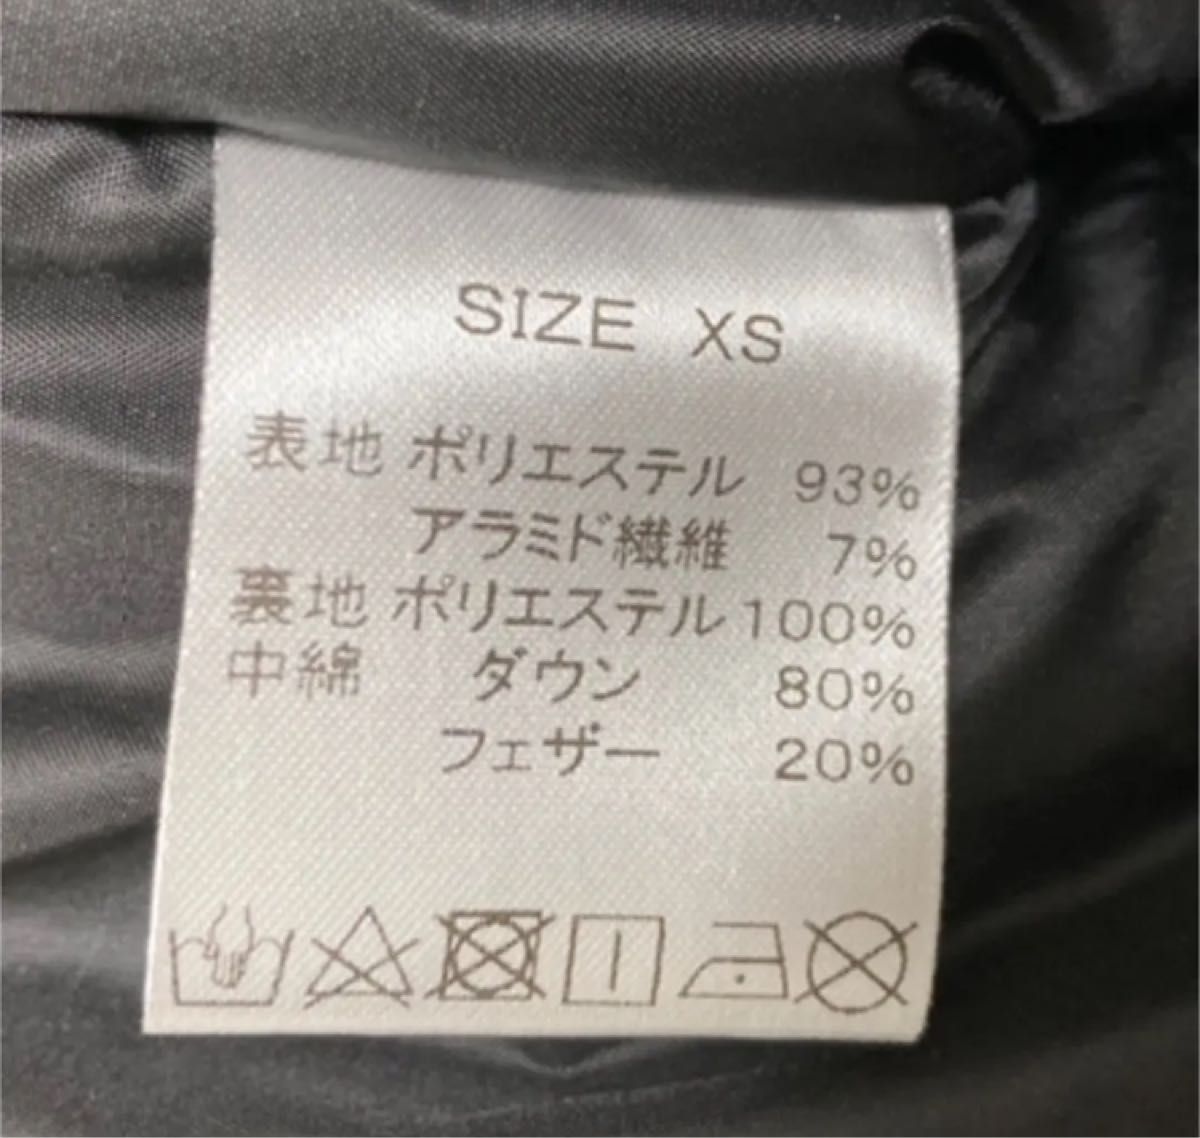 SIZE XS
表地 ポリエステル 93%
アラミド繊維 7%
裏地 ポリエステル 100%
中綿 ダウン 80%
フェザー 20%